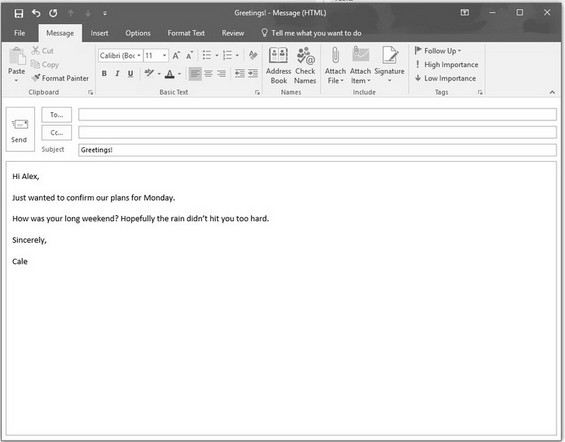 Greetings! - Message (HTML)
File Message Insert Options Format Text Review Tell me what you want to do
Paste
Cut
Copy
Format Painter
Clipboard
Calibri (Boc 11
B I U A
Basic Text
Address Book
Check Names
Names
Attach File
Attach Item
Signature
Include
Follow Up
High Importance
Low Importance
Tags
Send
To...
Cc...
Subject Greetings!
Hi Alex,
Just wanted to confirm our plans for Monday.
How was your long weekend? Hopefully the rain didn't hit you too hard.
Sincerely,
Cale